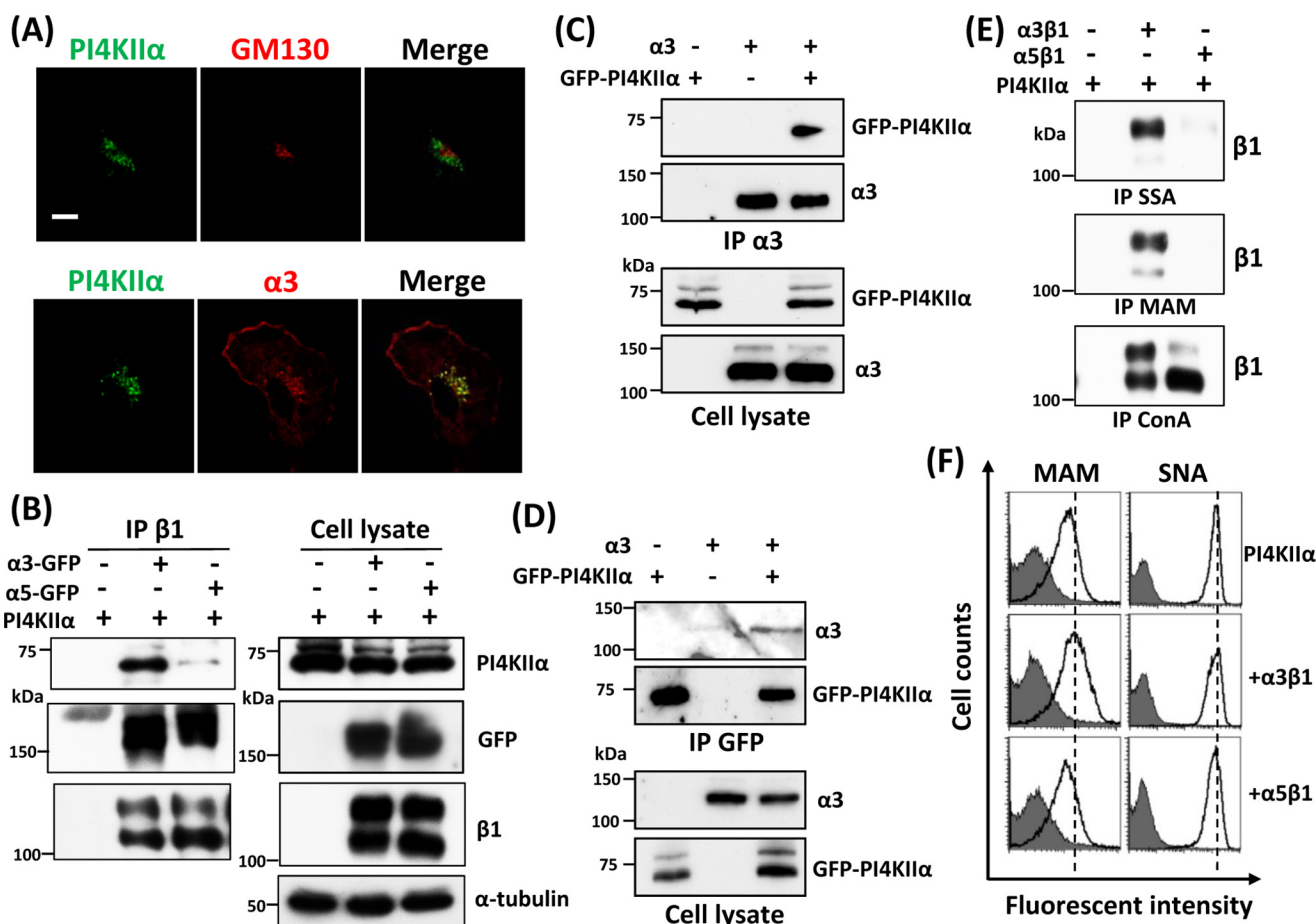 (A)
PI4KIIα GM130 Merge
PI4KIIα α3 Merge
(B)
IP β1 Cell lysate
α3-GFP - + - - + -
α5-GFP - - + - - +
PI4KIIα + + + + + +
75 75 PI4KIIα
kDa kDa
150 150 GFP
100 100 β1
50 α-tubulin
(C)
α3 - + +
GFP-PI4KIIα + - +
75 GFP-PI4KIIα
150
100 α3
IP α3
kDa
75 GFP-PI4KIIα
150
100 α3
Cell lysate
(D)
α3 - + +
GFP-PI4KIIα + - +
150
100 α3
75 GFP-PI4KIIα
IP GFP
kDa
150
100 α3
75 GFP-PI4KIIα
Cell lysate
(E)
α3β1 - + -
α5β1 - - +
PI4KIIα + + +
kDa
100 β1
IP SSA
100 β1
IP MAM
100 β1
IP ConA
(F)
MAM SNA
PI4KIIα
+α3β1
+α5β1
Cell counts
Fluorescent intensity